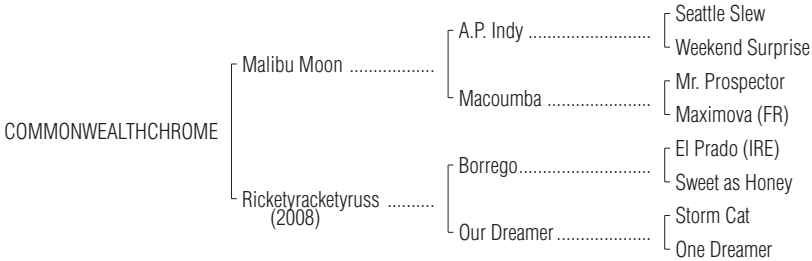 Seattle Slew
A.P. Indy ..........................
Weekend Surprise
Malibu Moon ..................
Mr. Prospector
Macoumba ......................
Maximova (FR)
COMMONWEALTHCHROME
El Prado (IRE)
Borrego............................
Sweet as Honey
Ricketyracketyruss ..........
(2008)
Storm Cat
Our Dreamer....................
One Dreamer